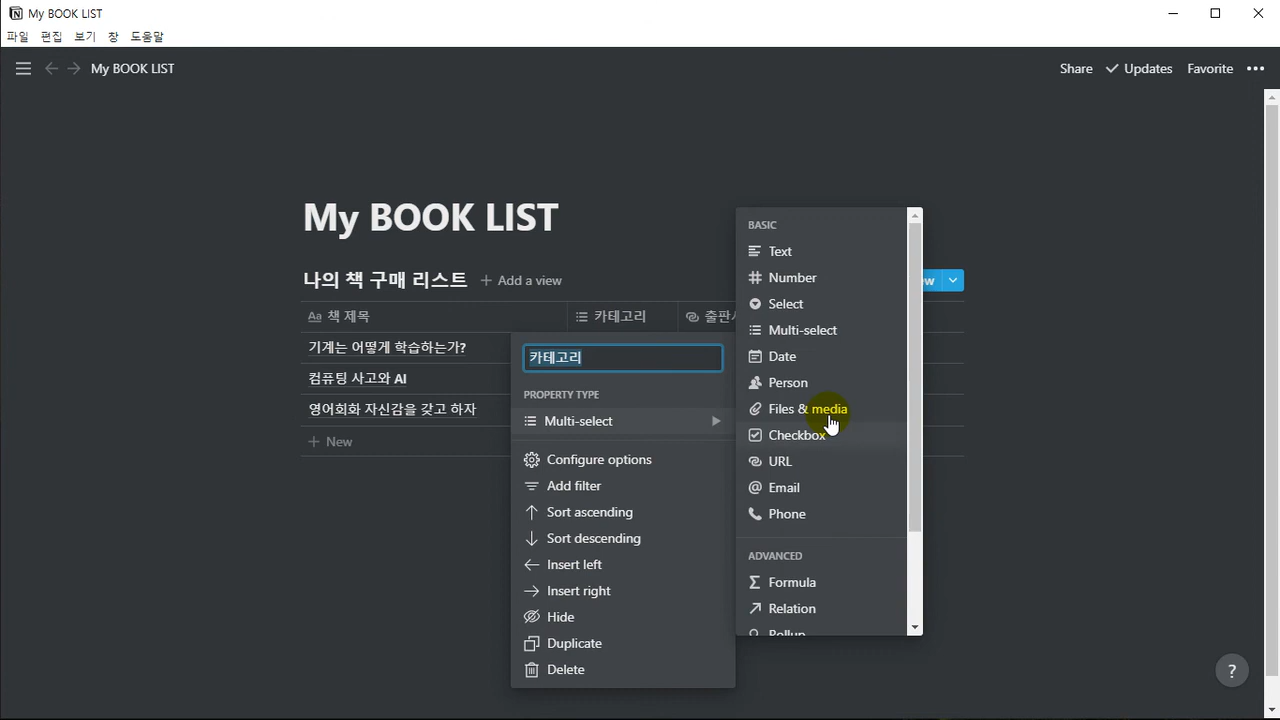 My BOOK LIST
파일 편집 보기 창 도움말
My BOOK LIST
Share Updates Favorite
My BOOK LIST
나의 책 구매 리스트 + Add a view
Aa 책 제목 카테고리
기계는 어떻게 학습하는가?
컴퓨팅 사고와 AI
영어회화 자신감을 갖고 하자
+ New
카테고리
PROPERTY TYPE
Multi-select
Configure options
Add filter
Sort ascending
Sort descending
Insert left
Insert right
Hide
Duplicate
Delete
BASIC
Text
Number
Select
Multi-select
Date
Person
Files & media
Checkbox
URL
Email
Phone
ADVANCED
Formula
Relation
Rollup
?